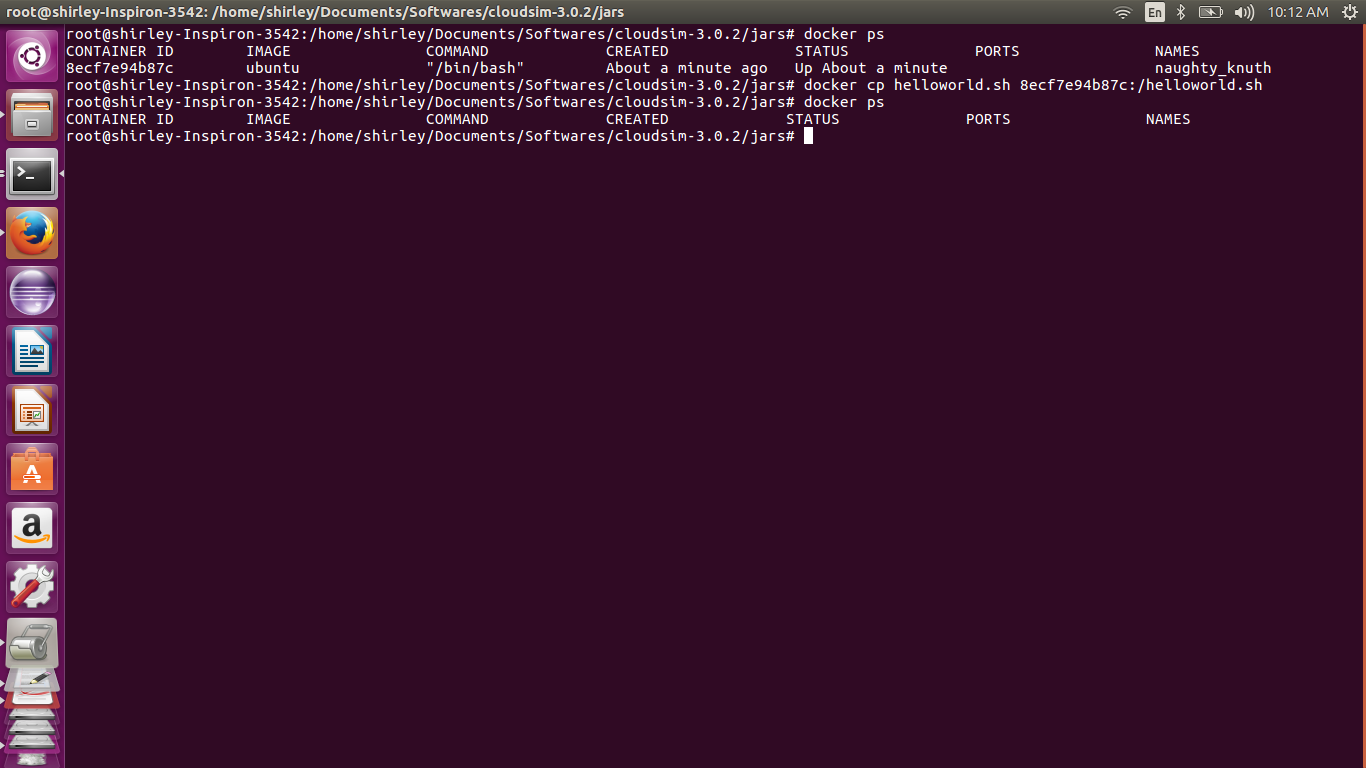 root@shirley-Inspiron-3542: /home/shirley/Documents/Softwares/cloudsim-3.0.2/jars En 10:12 AM
root@shirley-Inspiron-3542:/home/shirley/Documents/Softwares/cloudsim-3.0.2/jars# docker ps
CONTAINER ID IMAGE COMMAND CREATED STATUS PORTS NAMES
8ecf7e94b87c ubuntu "/bin/bash" About a minute ago Up About a minute naughty_knuth
root@shirley-Inspiron-3542:/home/shirley/Documents/Softwares/cloudsim-3.0.2/jars# docker cp helloworld.sh 8ecf7e94b87c:/helloworld.sh
root@shirley-Inspiron-3542:/home/shirley/Documents/Softwares/cloudsim-3.0.2/jars# docker ps
CONTAINER ID IMAGE COMMAND CREATED STATUS PORTS NAMES
root@shirley-Inspiron-3542:/home/shirley/Documents/Softwares/cloudsim-3.0.2/jars#